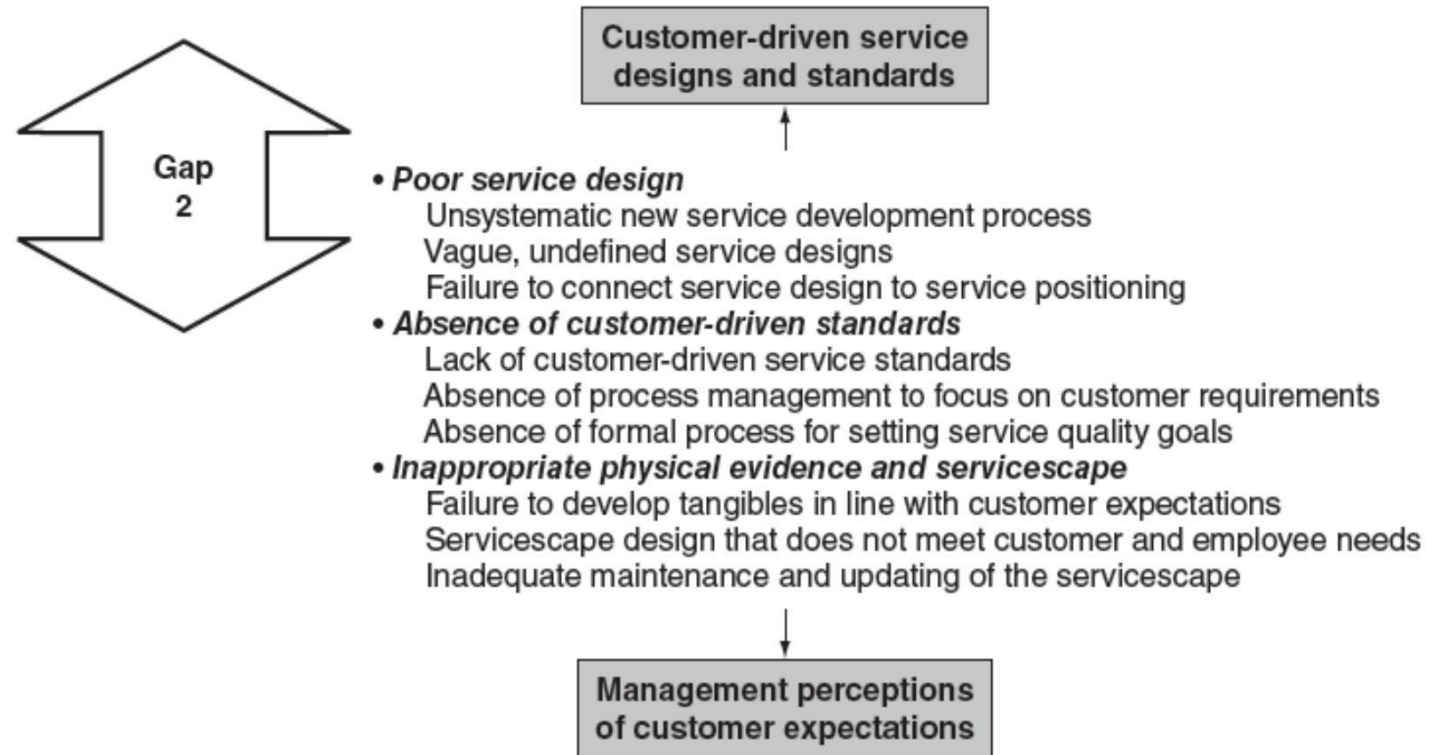 Customer-driven service
designs and standards
Gap
2
• Poor service design
Unsystematic new service development process
Vague, undefined service designs
Failure to connect service design to service positioning
• Absence of customer-driven standards
Lack of customer-driven service standards
Absence of process management to focus on customer requirements
Absence of formal process for setting service quality goals
• Inappropriate physical evidence and servicescape
Failure to develop tangibles in line with customer expectations
Servicescape design that does not meet customer and employee needs
Inadequate maintenance and updating of the servicescape
Management perceptions
of customer expectations